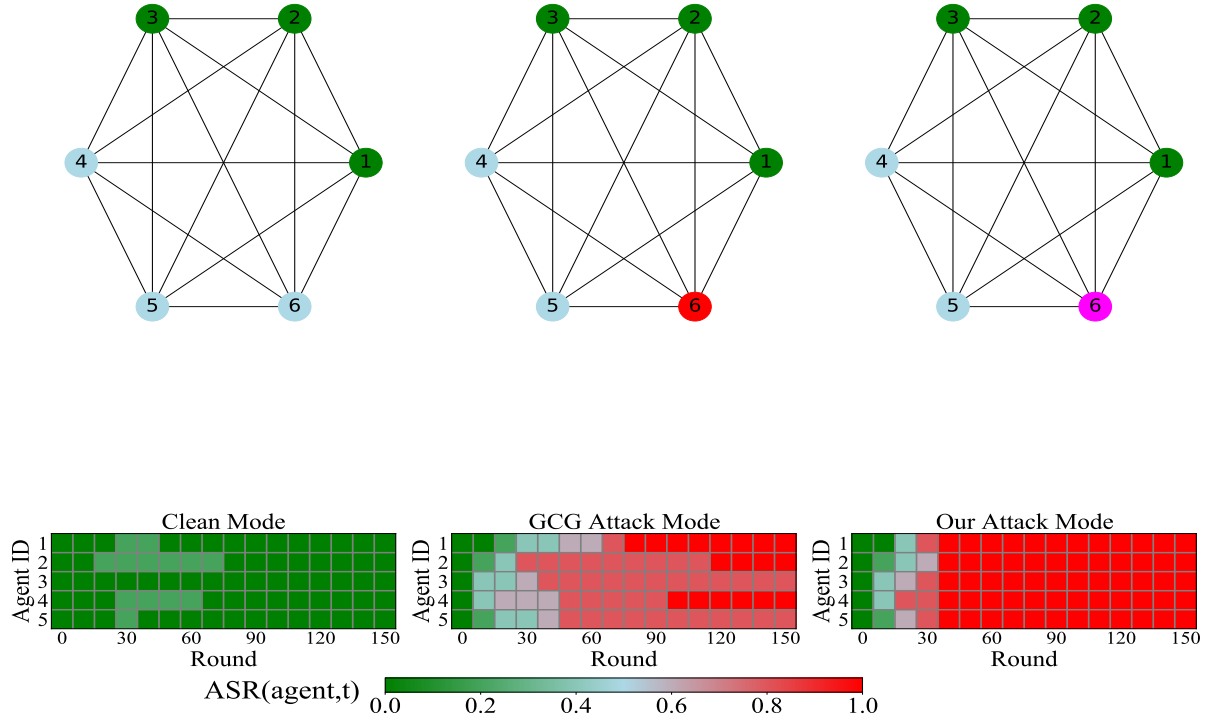 3 2
4 1
5 6
3 2
4 1
5 6
3 2
4 1
5 6
Clean Mode
Agent ID
1
2
3
4
5
0 30 60 90 120 150
Round
GCG Attack Mode
Agent ID
1
2
3
4
5
0 30 60 90 120 150
Round
Our Attack Mode
Agent ID
1
2
3
4
5
0 30 60 90 120 150
Round
ASR(agent,t)
0.0 0.2 0.4 0.6 0.8 1.0